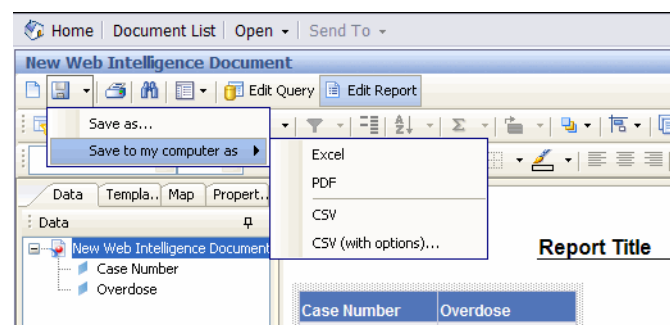 Home Document List Open Send To
New Web Intelligence Document
Edit Query Edit Report
Save as...
Save to my computer as
Excel
PDF
CSV
CSV (with options)...
Data Templa.. Map Propert..
Data
New Web Intelligence Document
Case Number
Overdose
Report Title
Case Number Overdose